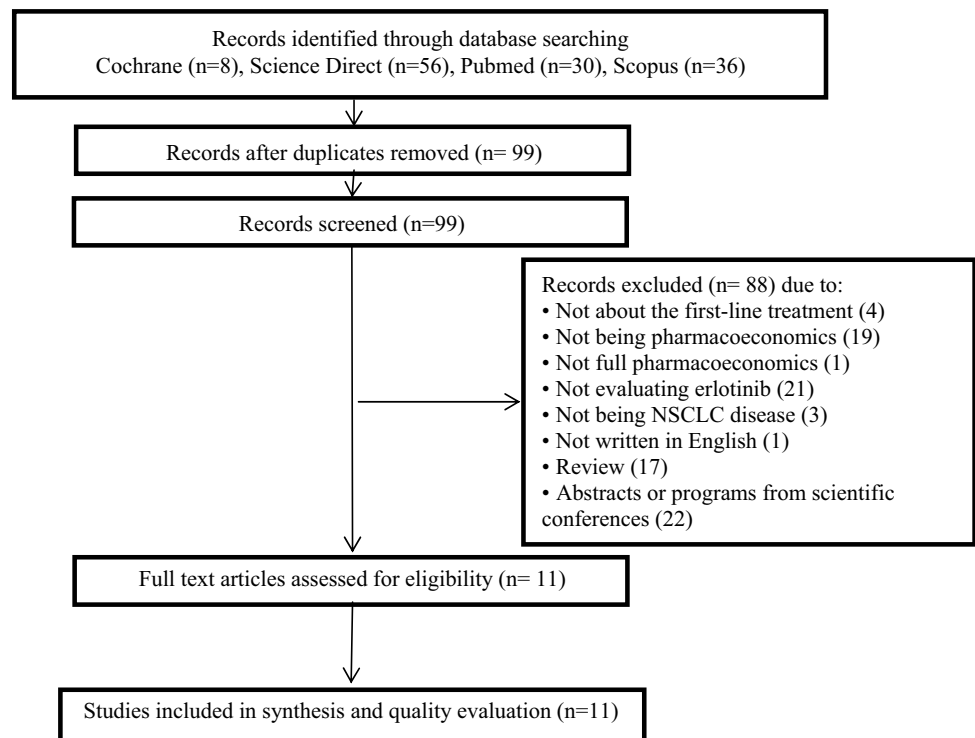 Records identified through database searching
Cochrane (n=8), Science Direct (n=56), Pubmed (n=30), Scopus (n=36)
Records after duplicates removed (n= 99)
Records screened (n=99)
Records excluded (n= 88) due to:
• Not about the first-line treatment (4)
• Not being pharmacoeconomics (19)
• Not full pharmacoeconomics (1)
• Not evaluating erlotinib (21)
• Not being NSCLC disease (3)
• Not written in English (1)
• Review (17)
• Abstracts or programs from scientific
conferences (22)
Full text articles assessed for eligibility (n= 11)
Studies included in synthesis and quality evaluation (n=11)